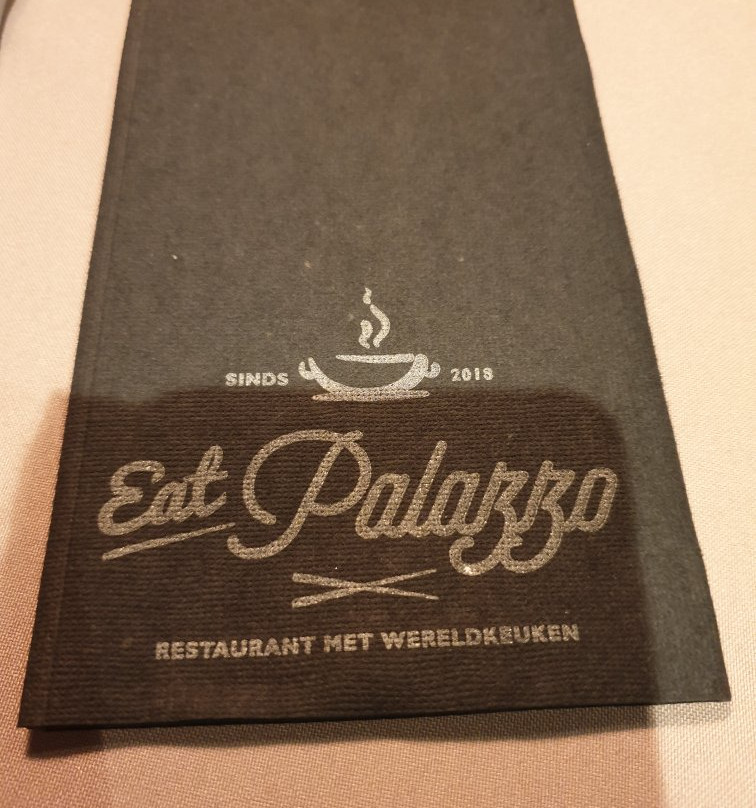 SINDS 2018
Eat Palazzo
RESTAURANT MET WERELDKEUKEN